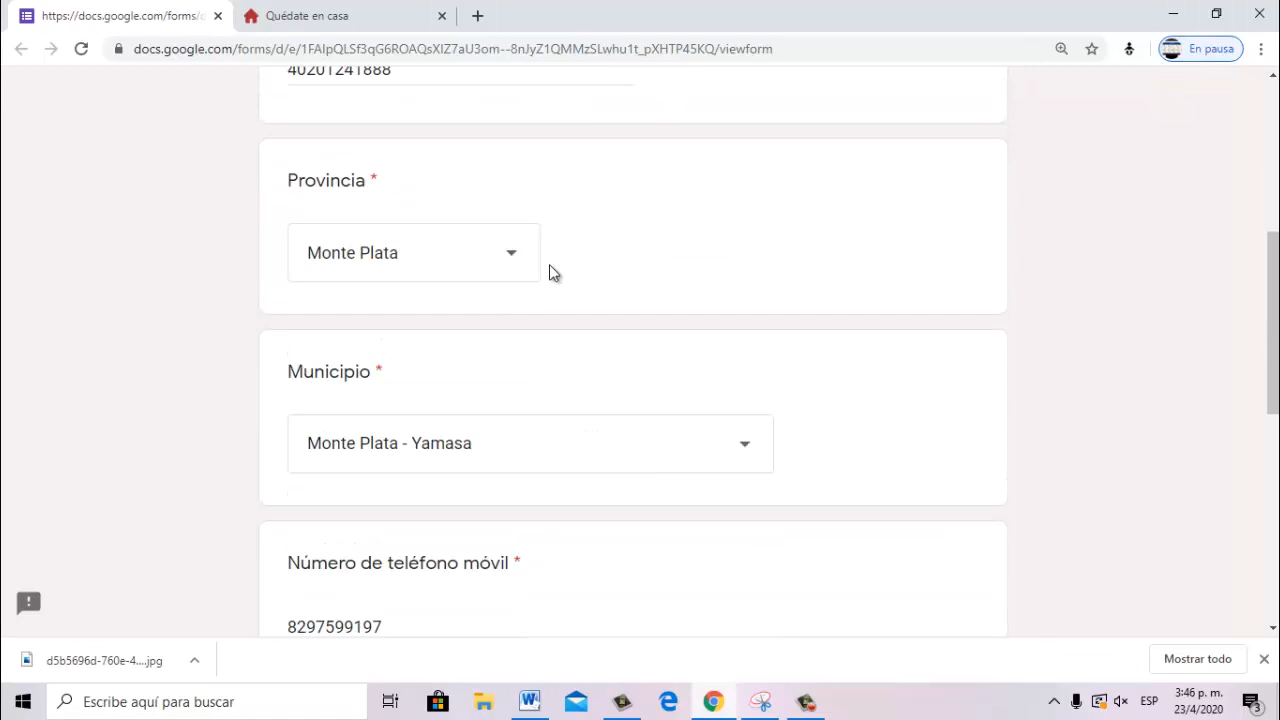 https://docs.google.com/forms/d
Quédate en casa
docs.google.com/forms/d/e/1FAIpQLSf3qG6ROAQsXIZ7aci3om--8nJyZ1QMMzSLwhu1t_pXHTP45KQ/viewform
En pausa
40201241888
Provincia *
Monte Plata
Municipio *
Monte Plata - Yamasa
Número de teléfono móvil *
8297599197
d5b5696d-760e-4....jpg
Mostrar todo
Escribe aquí para buscar
ESP
3:46 p. m.
23/4/2020
3